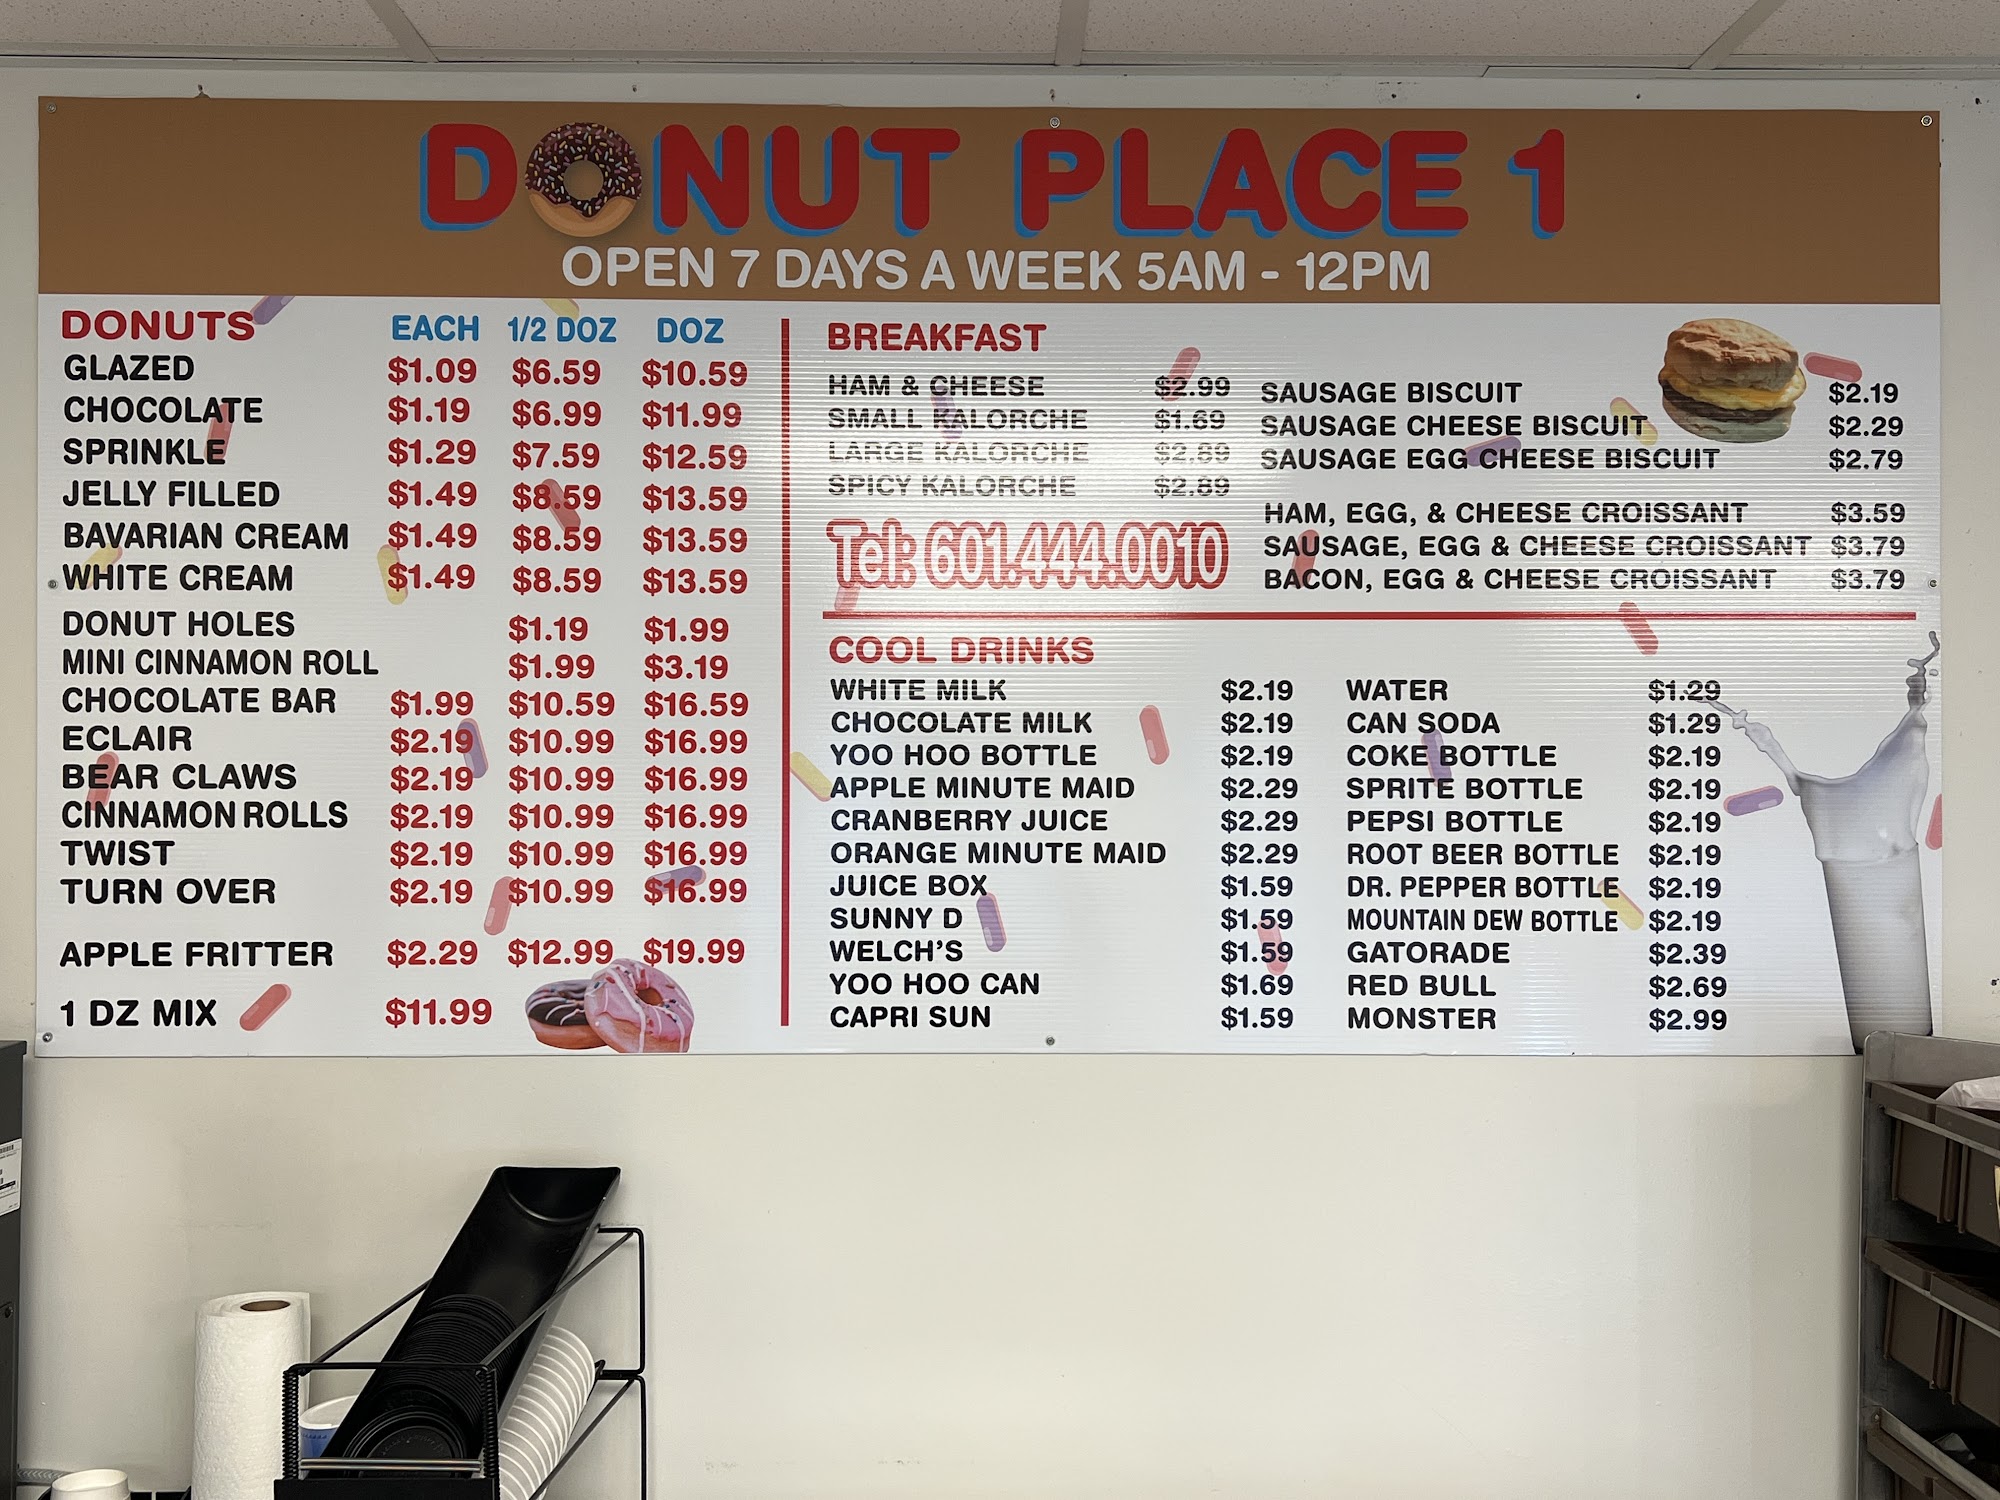 DONUT PLACE 1
OPEN 7 DAYS A WEEK 5AM - 12PM
DONUTS EACH 1/2 DOZ DOZ
GLAZED $1.09 $6.59 $10.59
CHOCOLATE $1.19 $6.99 $11.99
SPRINKLE $1.29 $7.59 $12.59
JELLY FILLED $1.49 $8.59 $13.59
BAVARIAN CREAM $1.49 $8.59 $13.59
WHITE CREAM $1.49 $8.59 $13.59
DONUT HOLES $1.19 $1.99
MINI CINNAMON ROLL $1.99 $3.19
CHOCOLATE BAR $1.99 $10.59 $16.59
ECLAIR $2.19 $10.99 $16.99
BEAR CLAWS $2.19 $10.99 $16.99
CINNAMON ROLLS $2.19 $10.99 $16.99
TWIST $2.19 $10.99 $16.99
TURN OVER $2.19 $10.99 $16.99
APPLE FRITTER $2.29 $12.99 $19.99
1 DZ MIX $11.99
BREAKFAST
HAM & CHEESE $2.99
SMALL KALORCHE $1.69
LARGE KALORCHE $2.89
SPICY KALORCHE $2.89
Tel: 601.444.0010
SAUSAGE BISCUIT $2.19
SAUSAGE CHEESE BISCUIT $2.29
SAUSAGE EGG CHEESE BISCUIT $2.79
HAM, EGG, & CHEESE CROISSANT $3.59
SAUSAGE, EGG & CHEESE CROISSANT $3.79
BACON, EGG & CHEESE CROISSANT $3.79
COOL DRINKS
WHITE MILK $2.19
CHOCOLATE MILK $2.19
YOO HOO BOTTLE $2.19
APPLE MINUTE MAID $2.29
CRANBERRY JUICE $2.29
ORANGE MINUTE MAID $2.29
JUICE BOX $1.59
SUNNY D $1.59
WELCH'S $1.59
YOO HOO CAN $1.69
CAPRI SUN $1.59
WATER $1.29
CAN SODA $1.29
COKE BOTTLE $2.19
SPRITE BOTTLE $2.19
PEPSI BOTTLE $2.19
ROOT BEER BOTTLE $2.19
DR. PEPPER BOTTLE $2.19
MOUNTAIN DEW BOTTLE $2.19
GATORADE $2.39
RED BULL $2.69
MONSTER $2.99